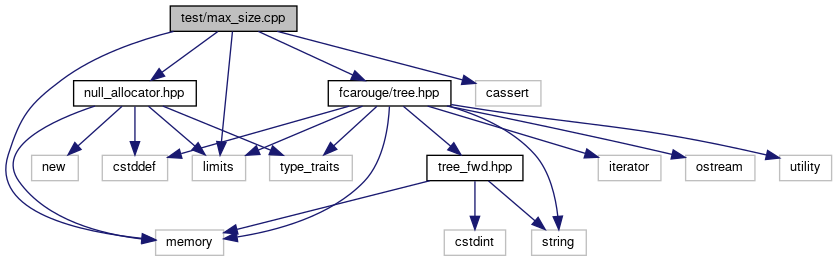 test/max_size.cpp
null_allocator.hpp
fcarouge/tree.hpp
cassert
new
cstddef
limits
type_traits
tree_fwd.hpp
iterator
ostream
utility
memory
cstdint
string